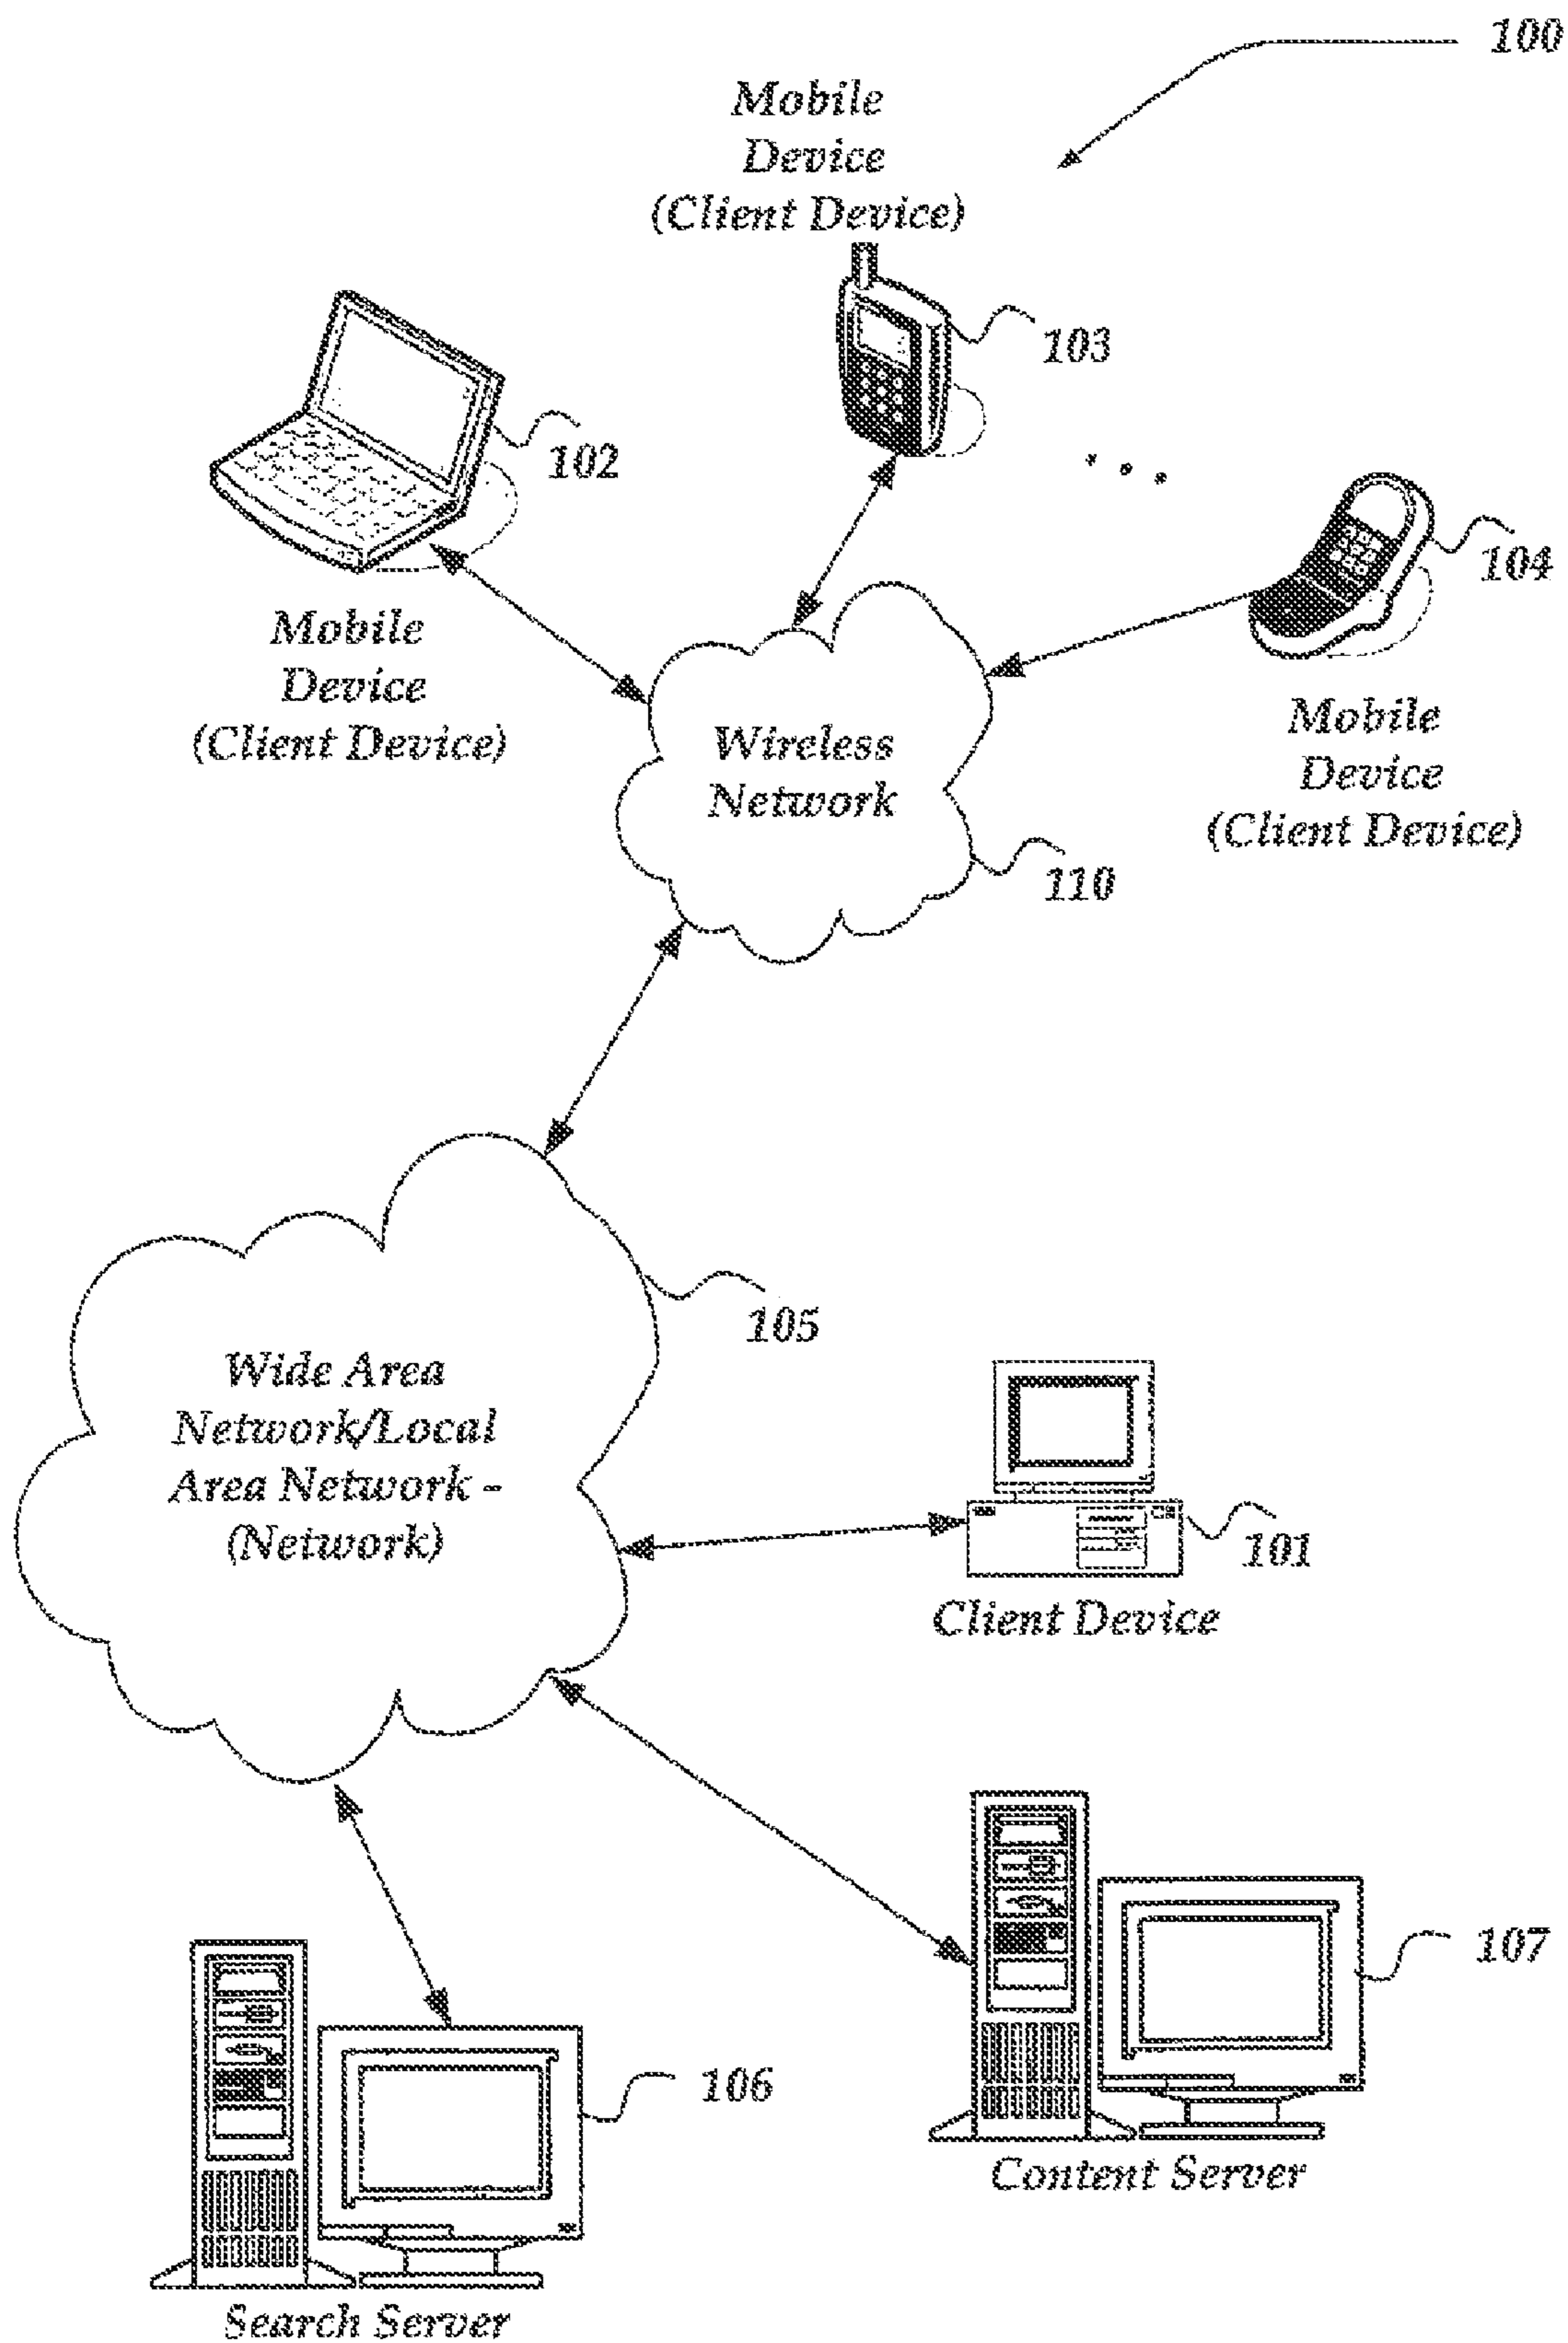 100
Mobile
Device
(Client Device)
103
102
104
Mobile
Device
(Client Device)
Mobile
Device
(Client Device)
Wireless
Network
110
105
Wide Area
Network/Local
Area Network -
(Network)
101
Client Device
107
106
Content Server
Search Server